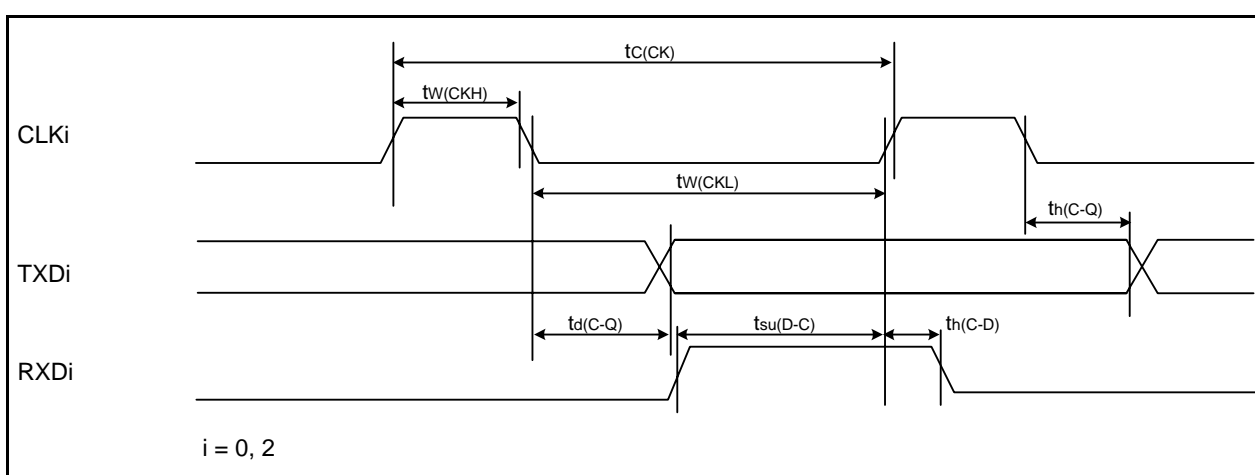 tC(CK)
tW(CKH)
CLKi
tW(CKL)
th(C-Q)
TXDi
td(C-Q)
tsu(D-C)
th(C-D)
RXDi
i = 0, 2